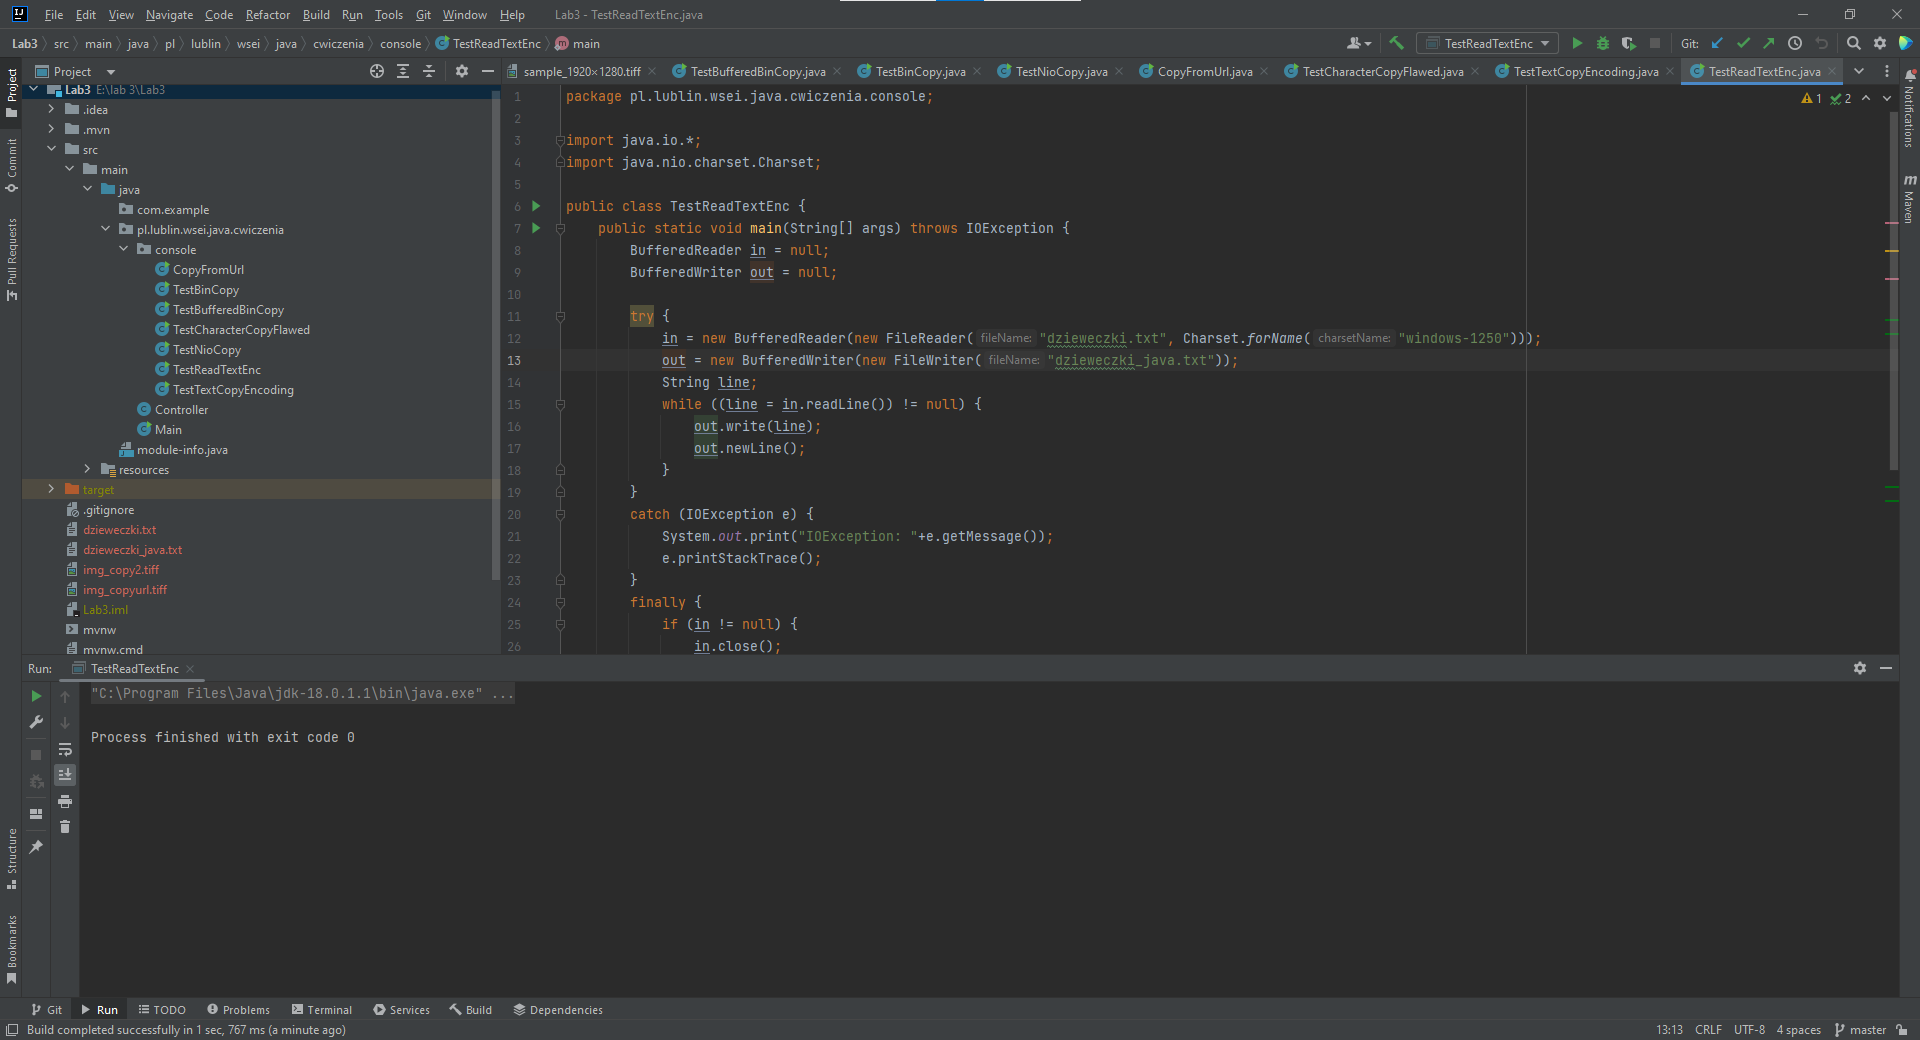 File Edit View Navigate Code Refactor Build Run Tools Git Window Help Lab3 - TestReadTextEnc.java
Lab3 src main java pl lublin wsei java cwiczenia console TestReadTextEnc main TestReadTextEnc Git:
Project
sample_1920×1280.tiff TestBufferedBinCopy.java TestBinCopy.java TestNioCopy.java CopyFromUrl.java TestCharacterCopyFlawed.java TestTextCopyEncoding.java TestReadTextEnc.java
Project
Commit
Pull Requests
Structure
Bookmarks
Notifications
Maven
Lab3 E:\lab 3\Lab3
.idea
.mvn
src
main
java
com.example
pl.lublin.wsei.java.cwiczenia
console
CopyFromUrl
TestBinCopy
TestBufferedBinCopy
TestCharacterCopyFlawed
TestNioCopy
TestReadTextEnc
TestTextCopyEncoding
Controller
Main
module-info.java
resources
target
.gitignore
dzieweczki.txt
dzieweczki_java.txt
img_copy2.tiff
img_copyurl.tiff
Lab3.iml
mvnw
mvnw.cmd
1 2
1 package pl.lublin.wsei.java.cwiczenia.console;
2
3 import java.io.*;
4 import java.nio.charset.Charset;
5
6 public class TestReadTextEnc {
7 public static void main(String[] args) throws IOException {
8 BufferedReader in = null;
9 BufferedWriter out = null;
10
11 try {
12 in = new BufferedReader(new FileReader( fileName: "dzieweczki.txt", Charset.forName( charsetName: "windows-1250")));
13 out = new BufferedWriter(new FileWriter( fileName: "dzieweczki_java.txt"));
14 String line;
15 while ((line = in.readLine()) != null) {
16 out.write(line);
17 out.newLine();
18 }
19 }
20 catch (IOException e) {
21 System.out.print("IOException: "+e.getMessage());
22 e.printStackTrace();
23 }
24 finally {
25 if (in != null) {
26 in.close();
Run: TestReadTextEnc
"C:\Program Files\Java\jdk-18.0.1.1\bin\java.exe" ...
Process finished with exit code 0
Git Run TODO Problems Terminal Services Build Dependencies
Build completed successfully in 1 sec, 767 ms (a minute ago) 13:13 CRLF UTF-8 4 spaces master